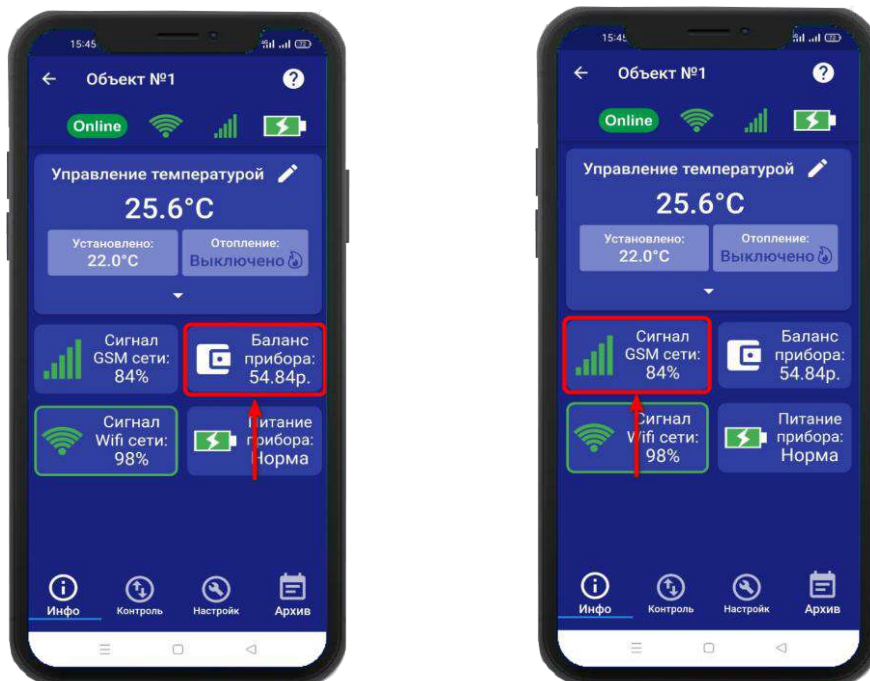 15:45
Объект №1
?
Online
Управление температурой
25.6°C
Установлено:
22.0°C
Отопление:
Выключено
Сигнал
GSM сети:
84%
Баланс
прибора:
54.84р.
Сигнал
Wifi сети:
98%
Питание
прибора:
Норма
Инфо
Контроль
Настройк
Архив
15:45
Объект №1
?
Online
Управление температурой
25.6°C
Установлено:
22.0°C
Отопление:
Выключено
Сигнал
GSM сети:
84%
Баланс
прибора:
54.84р.
Сигнал
Wifi сети:
98%
Питание
прибора:
Норма
Инфо
Контроль
Настройк
Архив